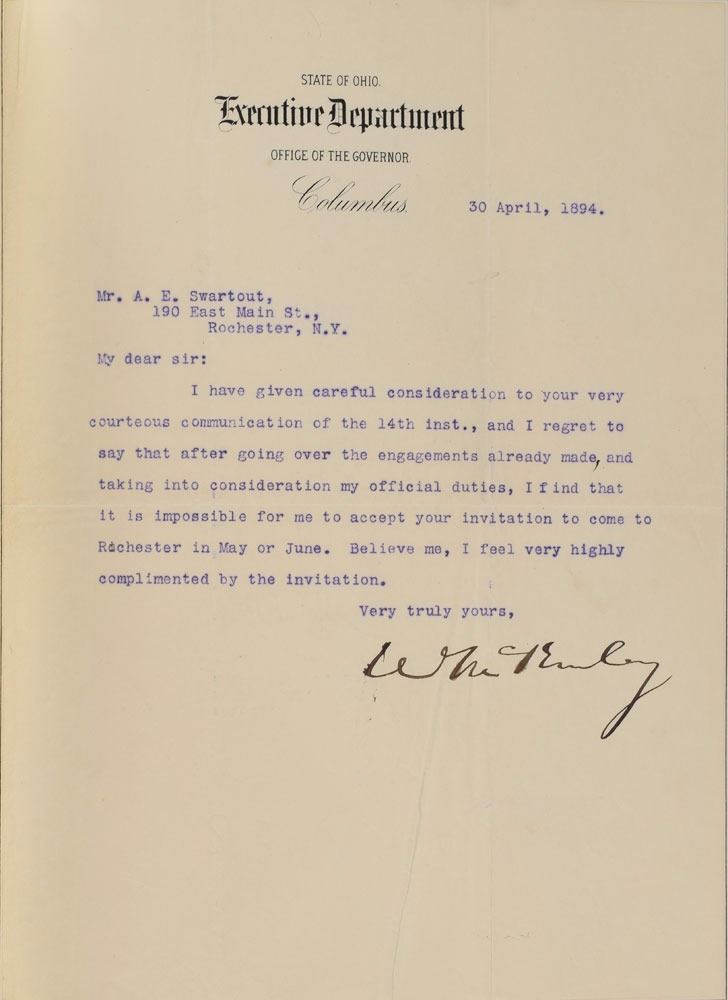 STATE OF OHIO.
Executive Department
OFFICE OF THE GOVERNOR.
Columbus. 30 April, 1894.
Mr. A. E. Swartout,
190 East Main St.,
Rochester, N.Y.
My dear sir:
I have given careful consideration to your very
courteous communication of the 14th inst., and I regret to
say that after going over the engagements already made, and
taking into consideration my official duties, I find that
it is impossible for me to accept your invitation to come to
Rochester in May or June. Believe me, I feel very highly
complimented by the invitation.
Very truly yours,
W McKinley